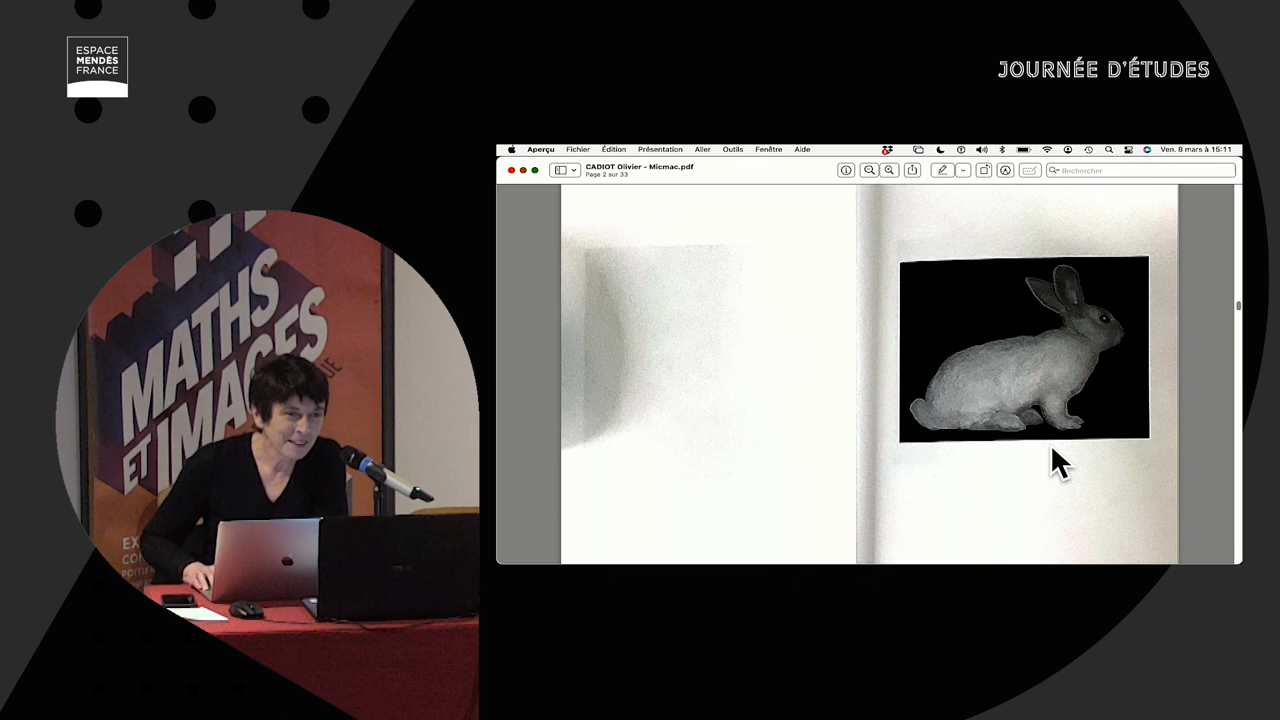 ESPACE
MENDÈS
FRANCE
JOURNÉE D'ÉTUDES
Aperçu Fichier Édition Présentation Aller Outils Fenêtre Aide
Ven. 8 mars à 15:11
CADIOT Olivier - Micmac.pdf
Page 2 sur 33
Rechercher
MATHS
ET IMAGES